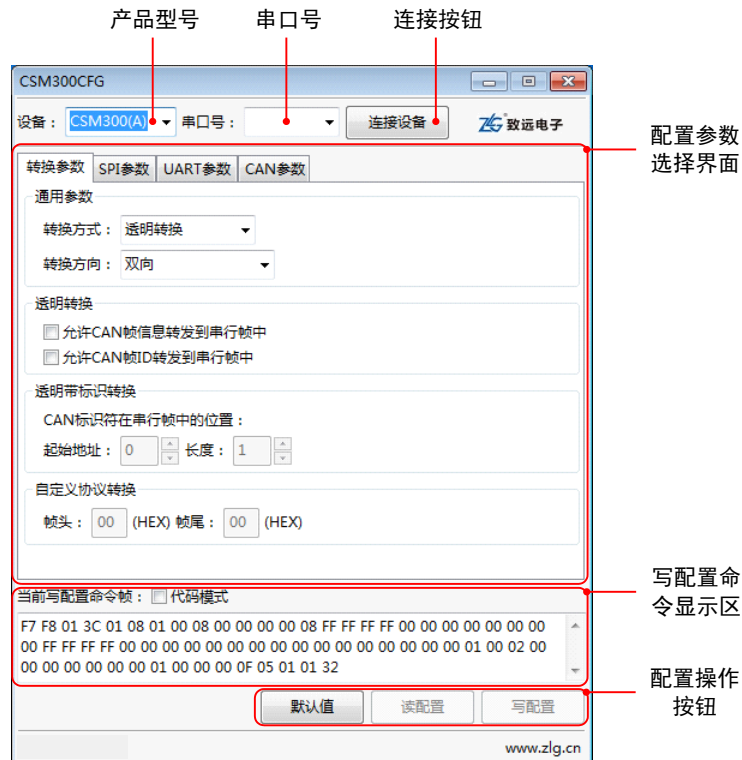 产品型号 串口号 连接按钮
CSM300CFG
设备： CSM300(A) 串口号： 连接设备 ZLG 致远电子
配置参数
选择界面
转换参数 SPI参数 UART参数 CAN参数
通用参数
转换方式： 透明转换
转换方向： 双向
透明转换
允许CAN帧信息转发到串行帧中
允许CAN帧ID转发到串行帧中
透明带标识转换
CAN标识符在串行帧中的位置：
起始地址： 0 长度： 1
自定义协议转换
帧头： 00 (HEX) 帧尾： 00 (HEX)
写配置命
令显示区
当前写配置命令帧： 代码模式
F7 F8 01 3C 01 08 01 00 08 00 00 00 00 08 FF FF FF FF 00 00 00 00 00 00 00
00 FF FF FF FF 00 00 00 00 00 00 00 00 00 00 00 00 00 00 00 00 01 00 02 00
00 00 00 00 00 00 01 00 00 00 0F 05 01 01 32
配置操作
按钮
默认值 读配置 写配置
www.zlg.cn